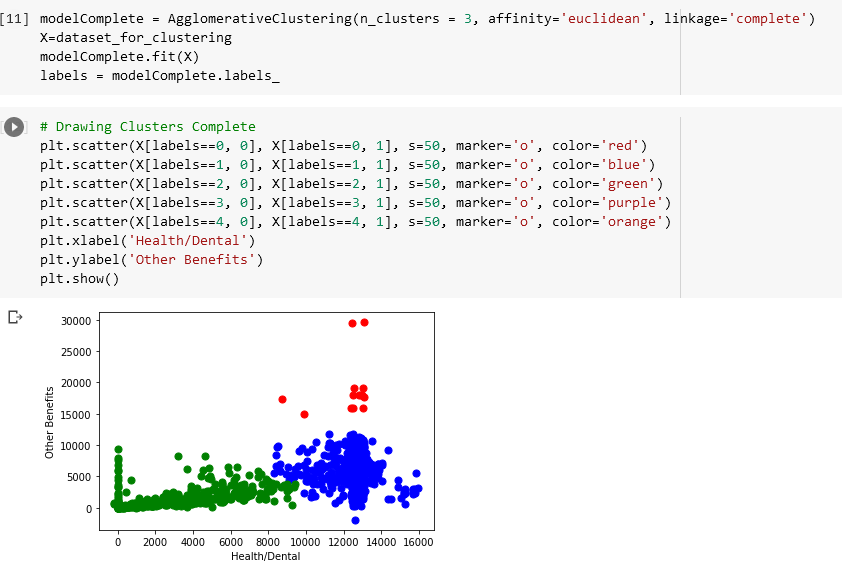 [11] modelComplete = AgglomerativeClustering(n_clusters = 3, affinity='euclidean', linkage='complete')
X=dataset_for_clustering
modelComplete.fit(X)
labels = modelComplete.labels_
# Drawing Clusters Complete
plt.scatter(X[labels==0, 0], X[labels==0, 1], s=50, marker='o', color='red')
plt.scatter(X[labels==1, 0], X[labels==1, 1], s=50, marker='o', color='blue')
plt.scatter(X[labels==2, 0], X[labels==2, 1], s=50, marker='o', color='green')
plt.scatter(X[labels==3, 0], X[labels==3, 1], s=50, marker='o', color='purple')
plt.scatter(X[labels==4, 0], X[labels==4, 1], s=50, marker='o', color='orange')
plt.xlabel('Health/Dental')
plt.ylabel('Other Benefits')
plt.show()
30000
25000
20000
15000
10000
5000
0
Other Benefits
0 2000 4000 6000 8000 10000 12000 14000 16000
Health/Dental